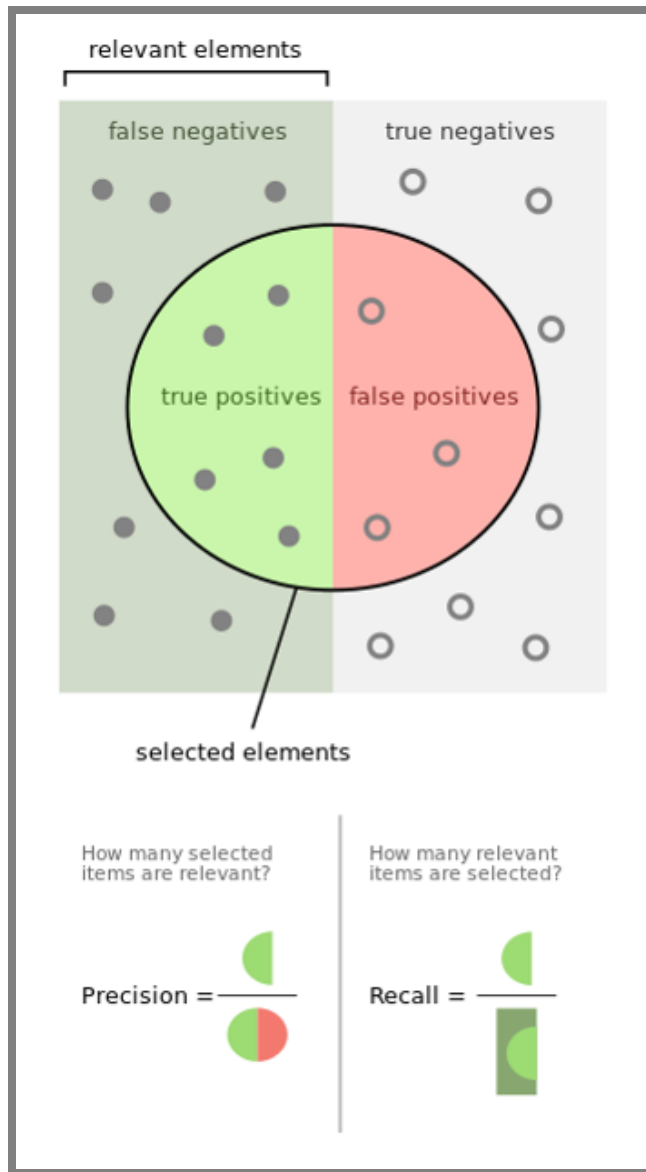 relevant elements
false negatives
true negatives
true positives
false positives
selected elements
How many selected
items are relevant?
How many relevant
items are selected?
Precision =
Recall =